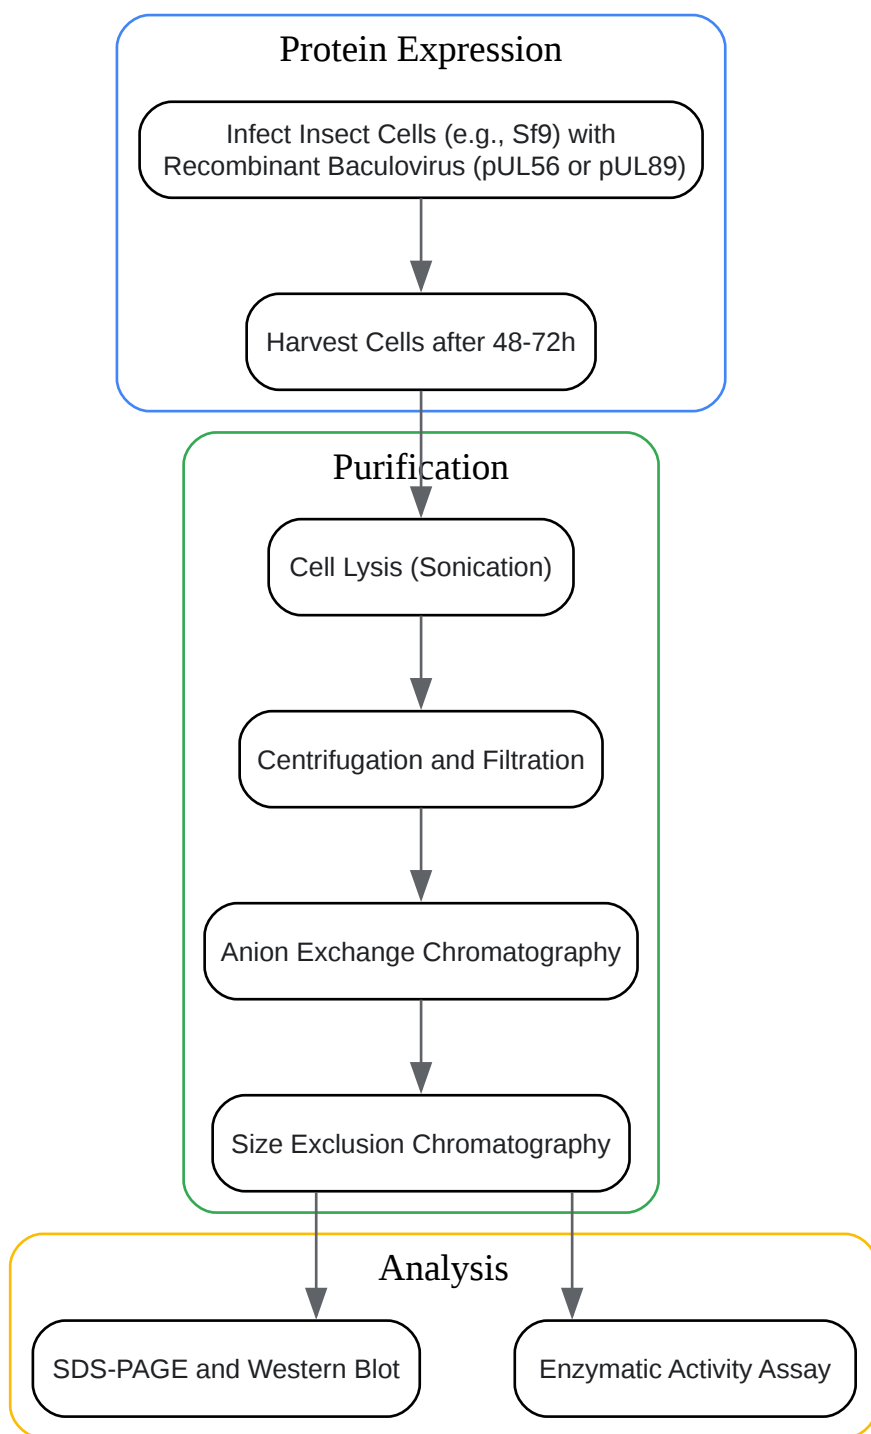 Protein Expression
Infect Insect Cells (e.g., Sf9) with
Recombinant Baculovirus (pUL56 or pUL89)
Harvest Cells after 48-72h
Purification
Cell Lysis (Sonication)
Centrifugation and Filtration
Anion Exchange Chromatography
Size Exclusion Chromatography
Analysis
SDS-PAGE and Western Blot
Enzymatic Activity Assay